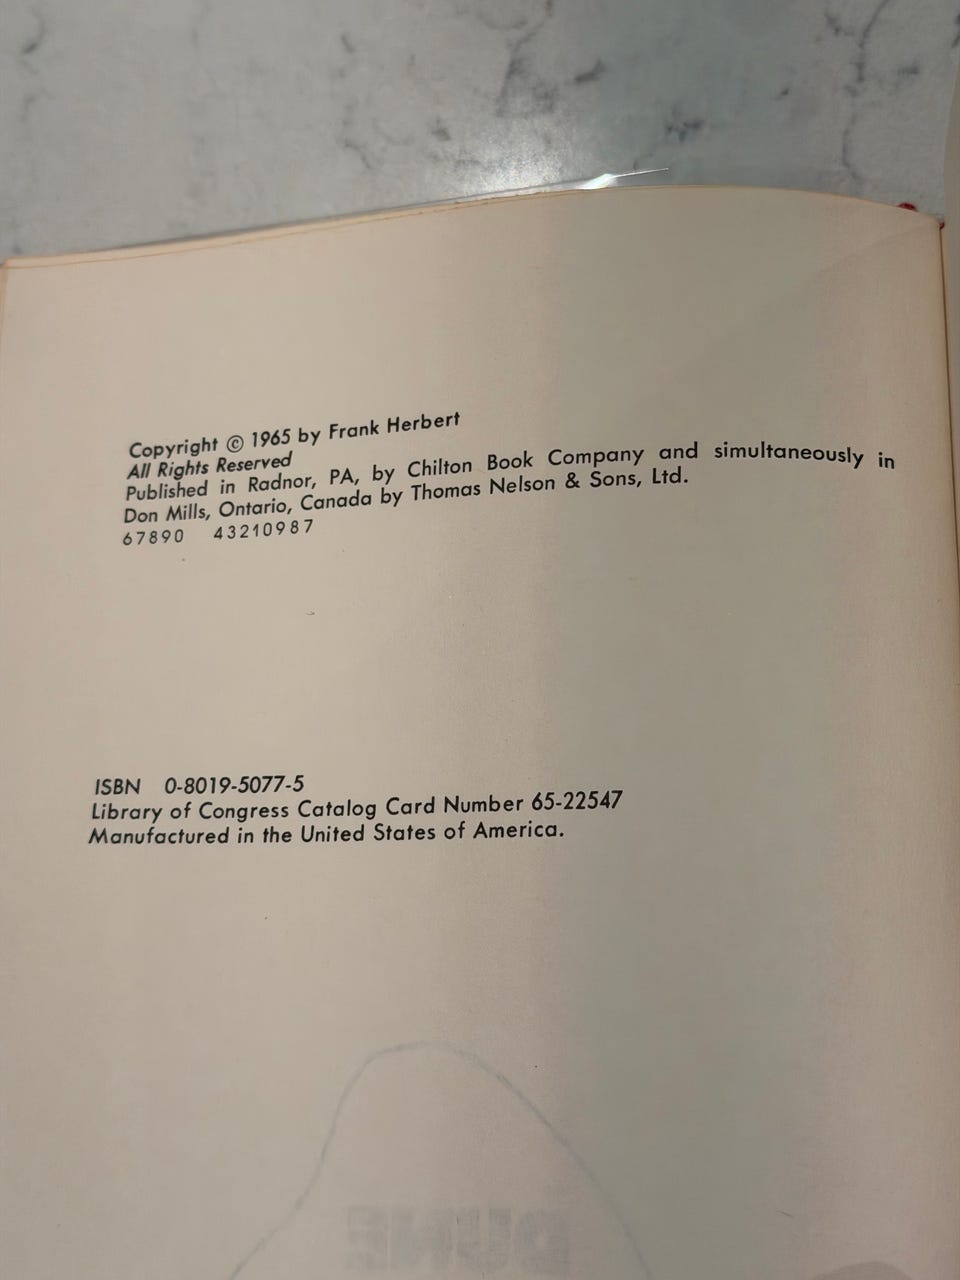 Copyright © 1965 by Frank Herbert
All Rights Reserved
Published in Radnor, PA, by Chilton Book Company and simultaneously in
Don Mills, Ontario, Canada by Thomas Nelson & Sons, Ltd.
67890 43210987
ISBN 0-8019-5077-5
Library of Congress Catalog Card Number 65-22547
Manufactured in the United States of America.
DUNE